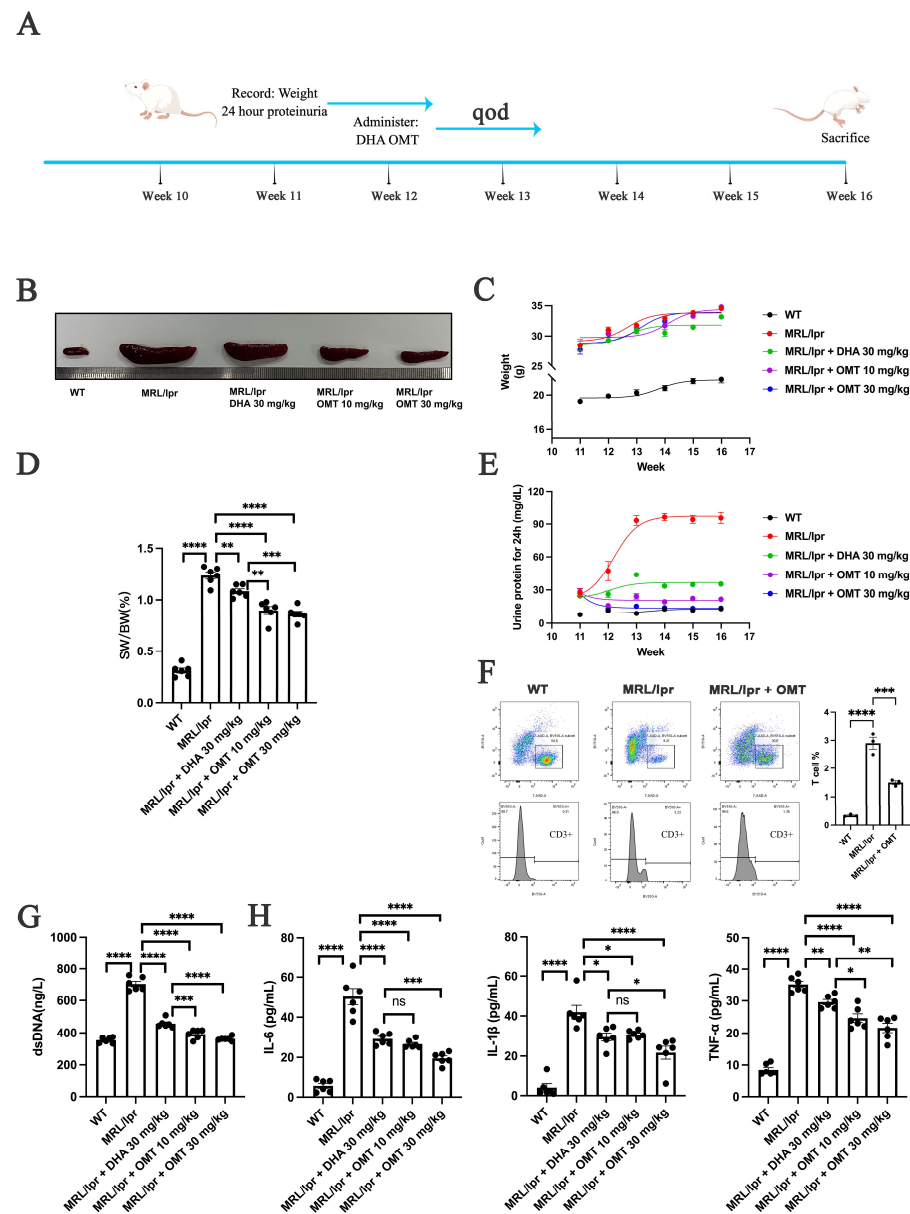 A
Record: Weight
24 hour proteinuria
Administer:
DHA OMT
qod
Sacrifice
Week 10
Week 11
Week 12
Week 13
Week 14
Week 15
Week 16
B
WT
MRL/lpr
MRL/lpr
DHA 30 mg/kg
MRL/lpr
OMT 10 mg/kg
MRL/lpr
OMT 30 mg/kg
C
Weight
(g)
35
30
25
20
16
10 11 12 13 14 15 16 17
Week
WT
MRL/lpr
MRL/lpr + DHA 30 mg/kg
MRL/lpr + OMT 10 mg/kg
MRL/lpr + OMT 30 mg/kg
D
SW/BW(%)
1.5
1.0
0.5
0.0
****
****
**** ** ***
**
WT
MRL/lpr
MRL/lpr + DHA 30 mg/kg
MRL/lpr + OMT 10 mg/kg
MRL/lpr + OMT 30 mg/kg
E
Urine protein for 24h (mg/dL)
120
90
60
30
0
10 11 12 13 14 15 16 17
Week
WT
MRL/lpr
MRL/lpr + DHA 30 mg/kg
MRL/lpr + OMT 10 mg/kg
MRL/lpr + OMT 30 mg/kg
F
WT
MRL/lpr
MRL/lpr + OMT
CD3+
CD3+
CD3+
T cell %
4
3
2
1
0
***
****
WT
MRL/lpr
MRL/lpr + OMT
G
dsDNA(mg/L)
1000
800
600
400
200
0
****
****
**** **** ****
***
WT
MRL/lpr
MRL/lpr + DHA 30 mg/kg
MRL/lpr + OMT 10 mg/kg
MRL/lpr + OMT 30 mg/kg
H
IL-6 (pg/mL)
80
60
40
20
0
****
****
**** **** ***
ns
WT
MRL/lpr
MRL/lpr + DHA 30 mg/kg
MRL/lpr + OMT 10 mg/kg
MRL/lpr + OMT 30 mg/kg
IL-1β (pg/mL)
80
60
40
20
0
****
*
**** * *
ns
WT
MRL/lpr
MRL/lpr + DHA 30 mg/kg
MRL/lpr + OMT 10 mg/kg
MRL/lpr + OMT 30 mg/kg
TNF-α (pg/mL)
50
40
30
20
10
0
****
****
**** ** **
*
WT
MRL/lpr
MRL/lpr + DHA 30 mg/kg
MRL/lpr + OMT 10 mg/kg
MRL/lpr + OMT 30 mg/kg